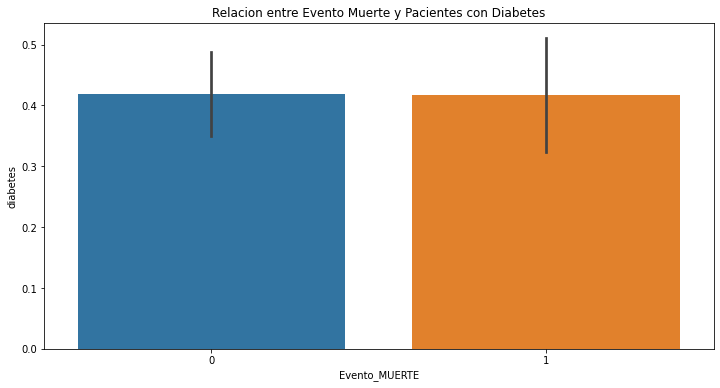 Relacion entre Evento Muerte y Pacientes con Diabetes
0.5
0.4
0.3
0.2
0.1
0.0
diabetes
0 1
Evento_MUERTE